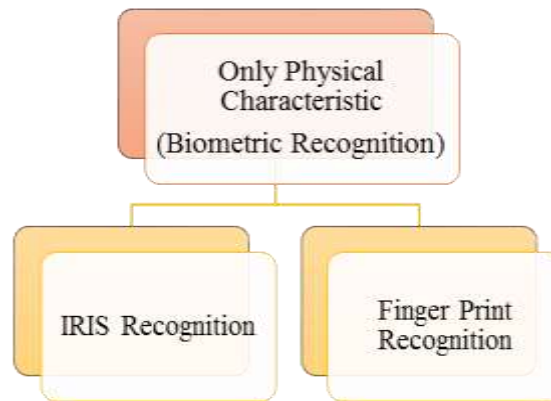 Only Physical
Characteristic
(Biometric Recognition)
IRIS Recognition
Finger Print
Recognition